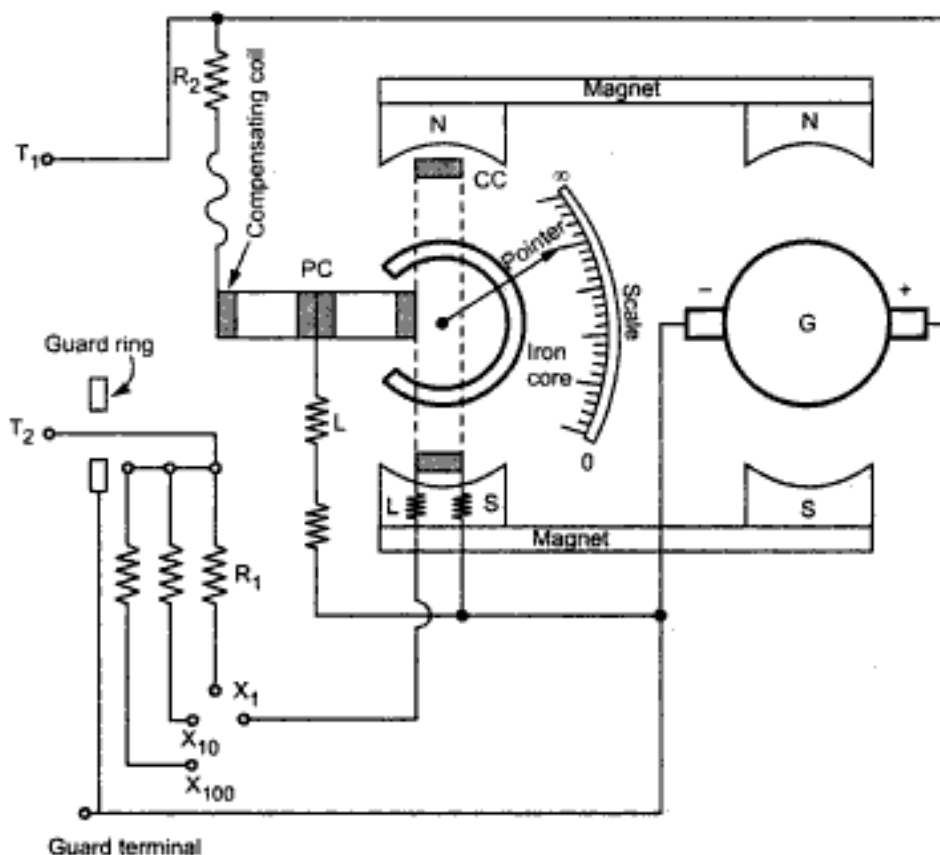 R2
Compensating coil
Magnet
N
N
T1
CC
∞
Pointer
PC
Scale
−
+
G
Guard ring
Iron
core
T2
L
0
L
S
S
Magnet
R1
X1
X10
X100
Guard terminal